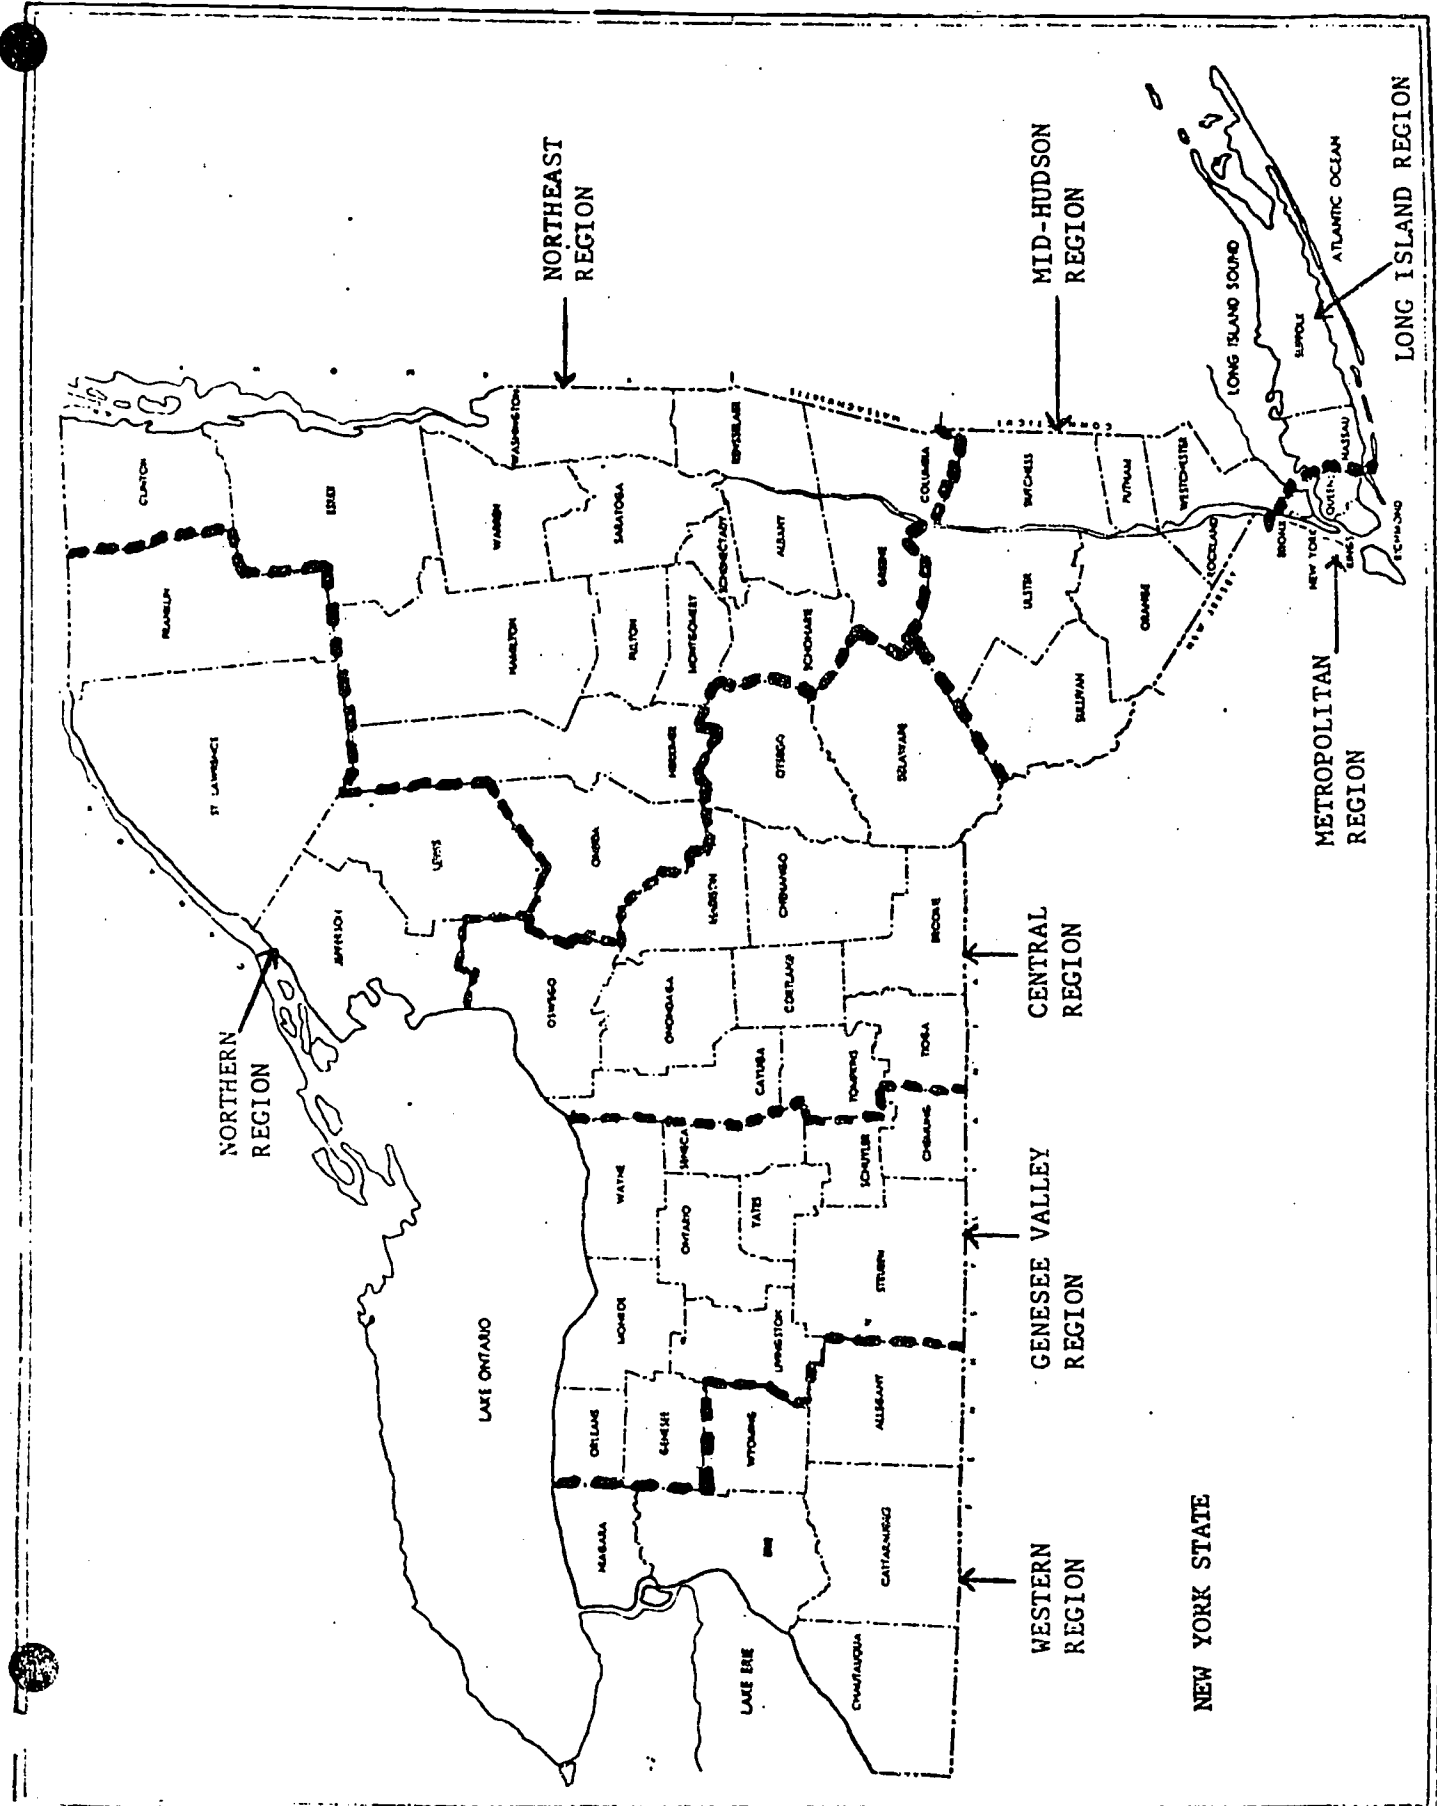 NORTHERN
REGION
NORTHEAST
REGION
MID-HUDSON
REGION
LONG ISLAND REGION
METROPOLITAN
REGION
CENTRAL
REGION
GENESEE VALLEY
REGION
WESTERN
REGION
NEW YORK STATE
LAKE ONTARIO
LAKE ERIE
LONG ISLAND SOUND
ATLANTIC OCEAN
MASSACHUSETTS
CONNECTICUT
NEW JERSEY
CLINTON
FRANKLIN
ST LAWRENCE
ESSEX
JEFFERSON
LEWIS
HAMILTON
WARREN
WASHINGTON
HERKIMER
ONEIDA
OSWEGO
FULTON
SARATOGA
MONTGOMERY
SCHENECTADY
RENSSELAER
ALBANY
SCHOHARIE
OTSEGO
MADISON
ONONDAGA
CAYUGA
SENECA
WAYNE
ONTARIO
MONROE
ORLEANS
GENESEE
NIAGARA
ERIE
WYOMING
LIVINGSTON
YATES
CORTLAND
CHENANGO
TOMPKINS
SCHUYLER
COLUMBIA
GREENE
DELAWARE
BROOME
TIOGA
CHEMUNG
STEUBEN
ALLEGANY
CATTARAUGUS
CHAUTAUQUA
ULSTER
DUTCHESS
SULLIVAN
ORANGE
PUTNAM
WESTCHESTER
ROCKLAND
BRONX
NEW YORK
QUEENS
KINGS
RICHMOND
NASSAU
SUFFOLK